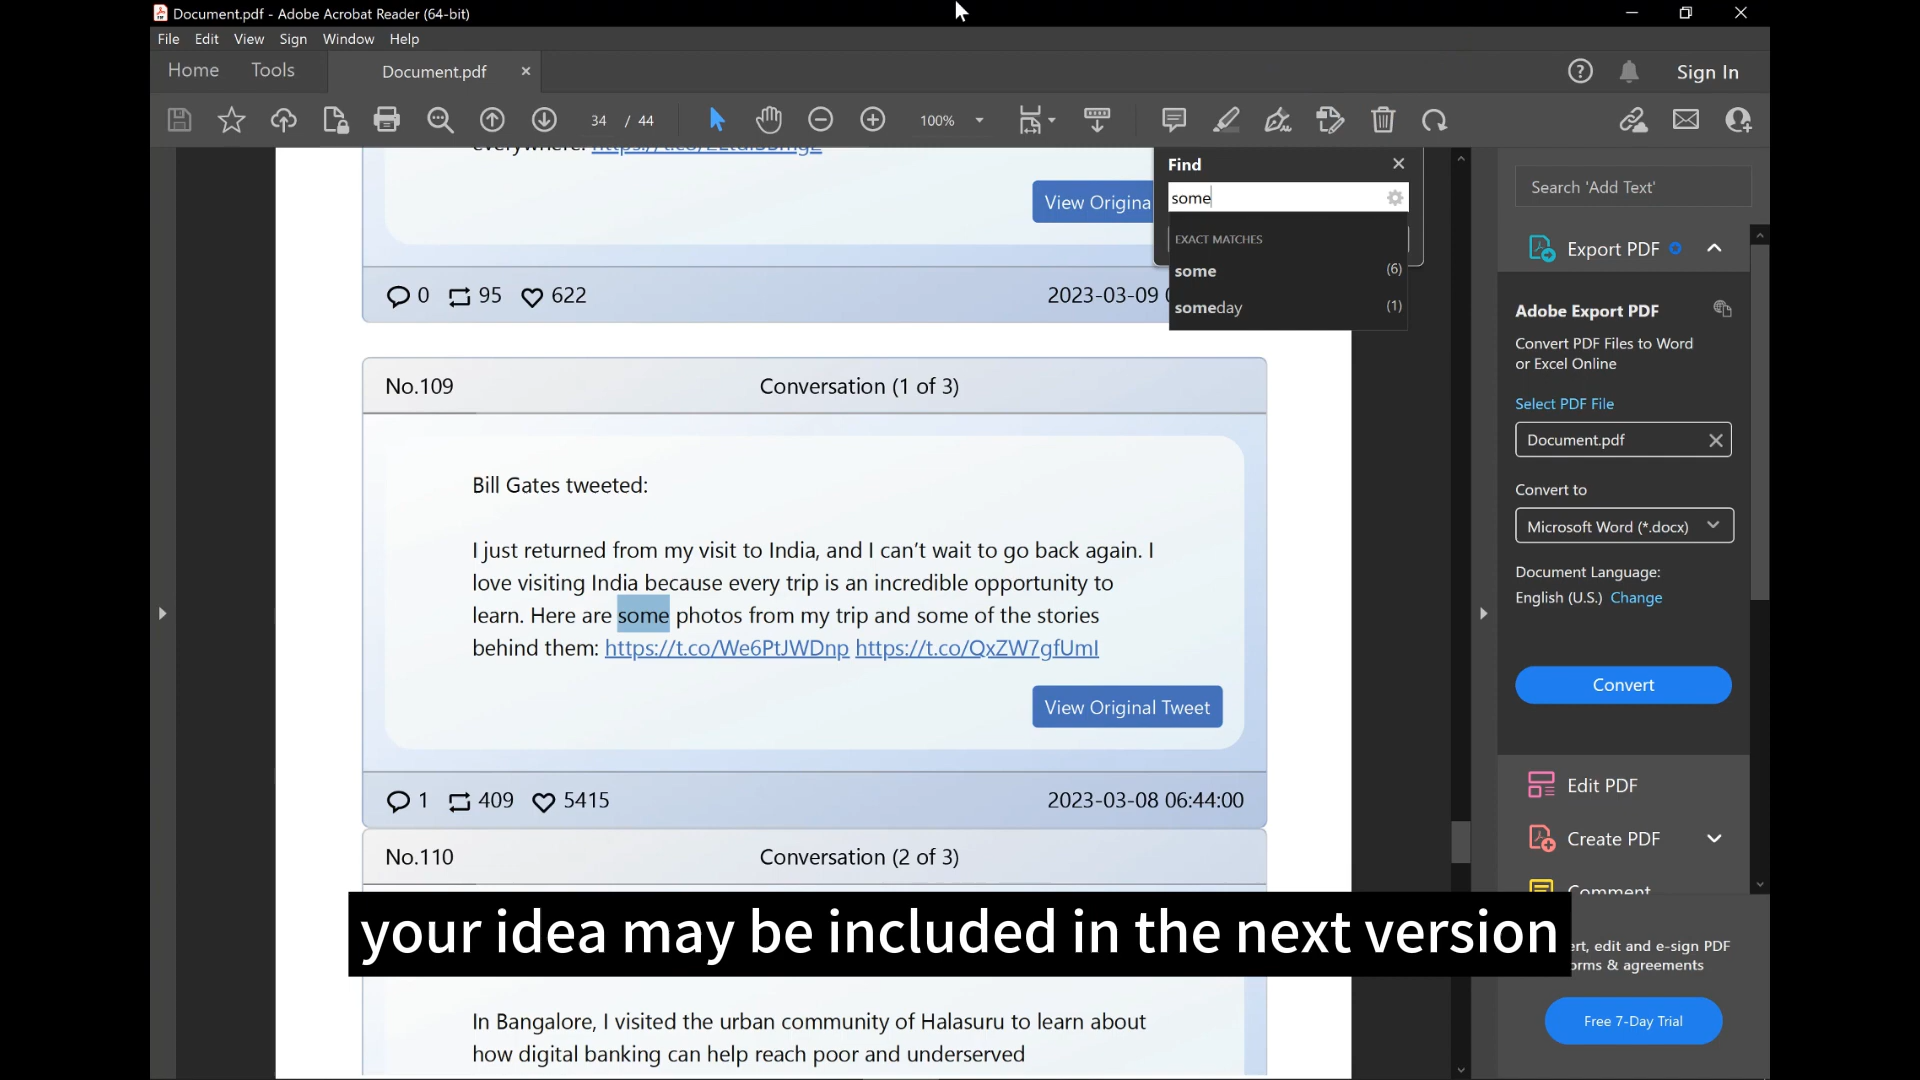 Document.pdf - Adobe Acrobat Reader (64-bit)
File Edit View Sign Window Help
Home Tools Document.pdf
Sign In
34 / 44
100%
View Origina
0 95 622
2023-03-09
Find
some
EXACT MATCHES
some (6)
someday (1)
No.109 Conversation (1 of 3)
Bill Gates tweeted:
I just returned from my visit to India, and I can't wait to go back again. I
love visiting India because every trip is an incredible opportunity to
learn. Here are some photos from my trip and some of the stories
behind them: https://t.co/We6PtJWDnp https://t.co/QxZW7gfUmI
View Original Tweet
1 409 5415 2023-03-08 06:44:00
No.110 Conversation (2 of 3)
your idea may be included in the next version
In Bangalore, I visited the urban community of Halasuru to learn about
how digital banking can help reach poor and underserved
Search 'Add Text'
Export PDF
Adobe Export PDF
Convert PDF Files to Word
or Excel Online
Select PDF File
Document.pdf
Convert to
Microsoft Word (*.docx)
Document Language:
English (U.S.) Change
Convert
Edit PDF
Create PDF
Comment
ert, edit and e-sign PDF
orms & agreements
Free 7-Day Trial